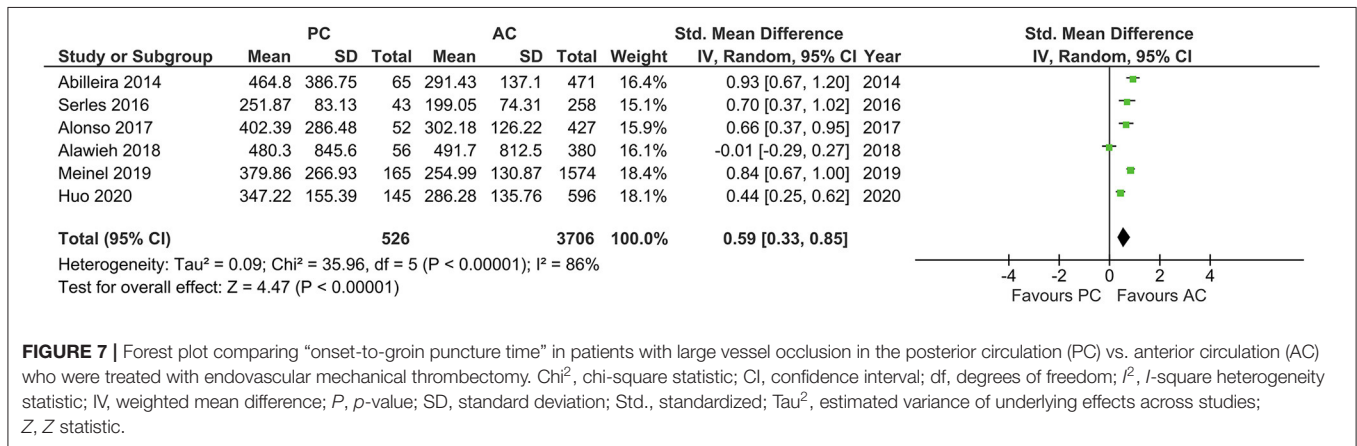 PC AC Std. Mean Difference Std. Mean Difference
Study or Subgroup Mean SD Total Mean SD Total Weight IV, Random, 95% CI Year IV, Random, 95% CI
Abilleira 2014 464.8 386.75 65 291.43 137.1 471 16.4% 0.93 [0.67, 1.20] 2014
Serles 2016 251.87 83.13 43 199.05 74.31 258 15.1% 0.70 [0.37, 1.02] 2016
Alonso 2017 402.39 286.48 52 302.18 126.22 427 15.9% 0.66 [0.37, 0.95] 2017
Alawieh 2018 480.3 845.6 56 491.7 812.5 380 16.1% -0.01 [-0.29, 0.27] 2018
Meinel 2019 379.86 266.93 165 254.99 130.87 1574 18.4% 0.84 [0.67, 1.00] 2019
Huo 2020 347.22 155.39 145 286.28 135.76 596 18.1% 0.44 [0.25, 0.62] 2020
Total (95% CI) 526 3706 100.0% 0.59 [0.33, 0.85]
Heterogeneity: Tau² = 0.09; Chi² = 35.96, df = 5 (P < 0.00001); I² = 86%
Test for overall effect: Z = 4.47 (P < 0.00001)
-4 -2 0 2 4
Favours PC Favours AC
FIGURE 7 | Forest plot comparing “onset-to-groin puncture time” in patients with large vessel occlusion in the posterior circulation (PC) vs. anterior circulation (AC)
who were treated with endovascular mechanical thrombectomy. Chi², chi-square statistic; CI, confidence interval; df, degrees of freedom; I², I-square heterogeneity
statistic; IV, weighted mean difference; P, p-value; SD, standard deviation; Std., standardized; Tau², estimated variance of underlying effects across studies;
Z, Z statistic.